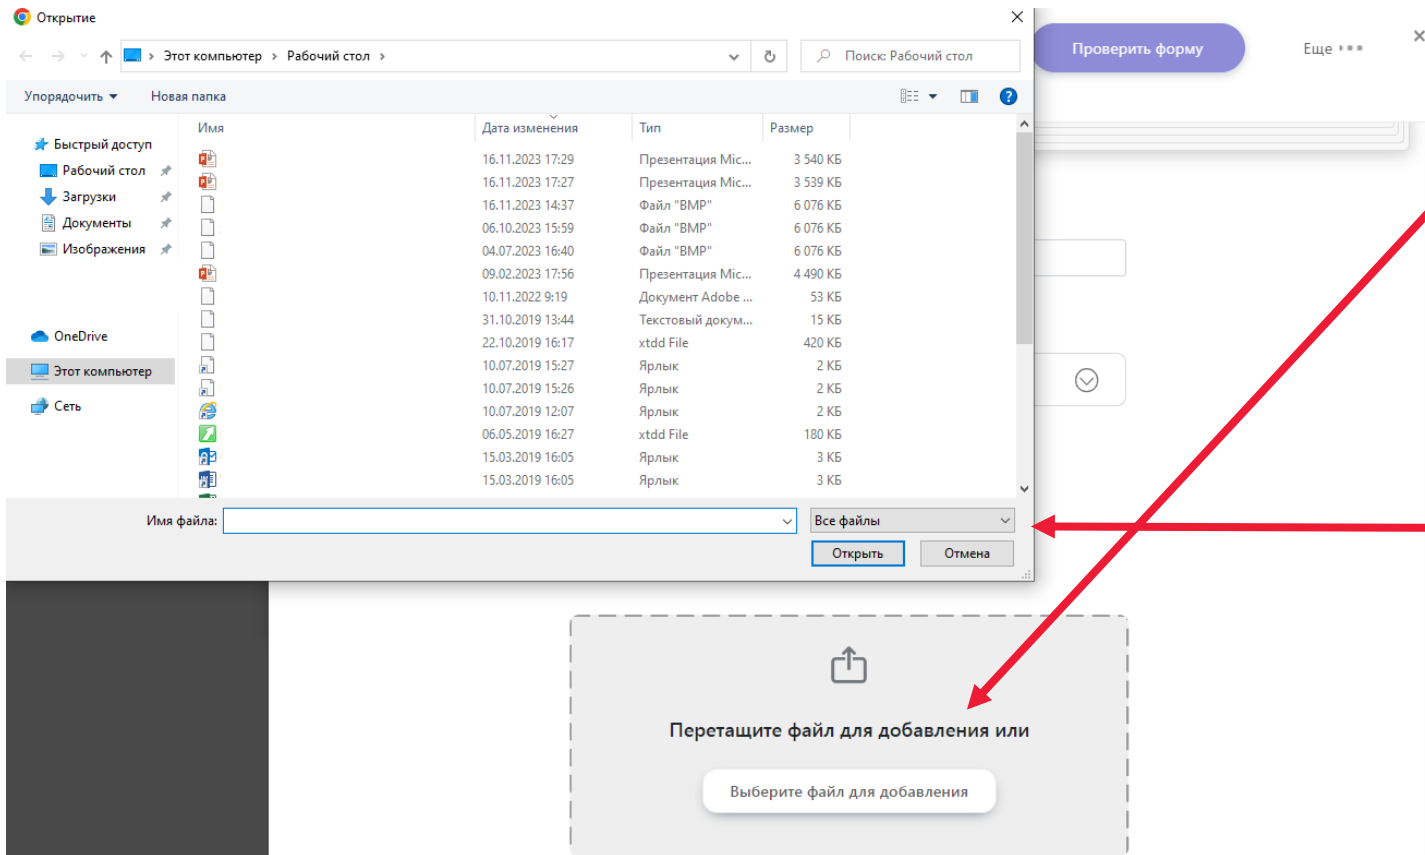 Открытие
Проверить форму
Еще
Этот компьютер > Рабочий стол >
Поиск: Рабочий стол
Упорядочить
Новая папка
Имя Дата изменения Тип Размер
Быстрый доступ
Рабочий стол
Загрузки
Документы
Изображения
OneDrive
Этот компьютер
Сеть
16.11.2023 17:29 Презентация Mic... 3 540 КБ
16.11.2023 17:27 Презентация Mic... 3 539 КБ
16.11.2023 14:37 Файл "BMP" 6 076 КБ
06.10.2023 15:59 Файл "BMP" 6 076 КБ
04.07.2023 16:40 Файл "BMP" 6 076 КБ
09.02.2023 17:56 Презентация Mic... 4 490 КБ
10.11.2022 9:19 Документ Adobe ... 53 КБ
31.10.2019 13:44 Текстовый докум... 15 КБ
22.10.2019 16:17 xtdd File 420 КБ
10.07.2019 15:27 Ярлык 2 КБ
10.07.2019 15:26 Ярлык 2 КБ
10.07.2019 12:07 Ярлык 2 КБ
06.05.2019 16:27 xtdd File 180 КБ
15.03.2019 16:05 Ярлык 3 КБ
15.03.2019 16:05 Ярлык 3 КБ
Имя файла:
Все файлы
Открыть
Отмена
Перетащите файл для добавления или
Выберите файл для добавления